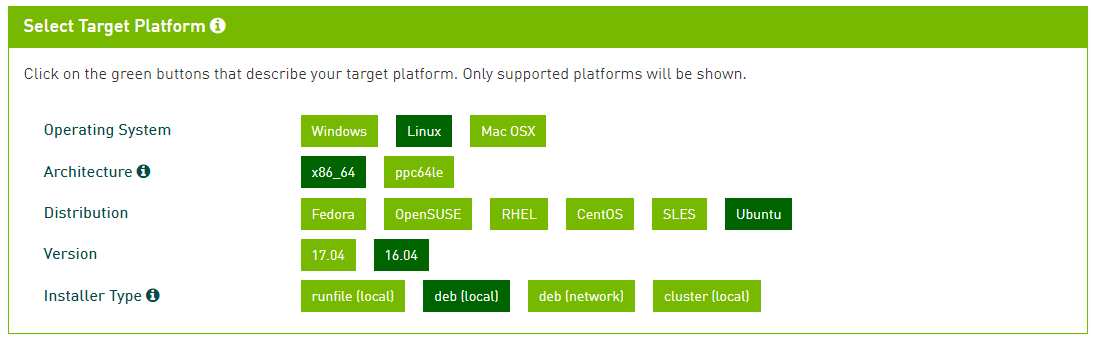 Select Target Platform
Click on the green buttons that describe your target platform. Only supported platforms will be shown.
Operating System Windows Linux Mac OSX
Architecture x86_64 ppc64le
Distribution Fedora OpenSUSE RHEL CentOS SLES Ubuntu
Version 17.04 16.04
Installer Type runfile (local) deb (local) deb (network) cluster (local)